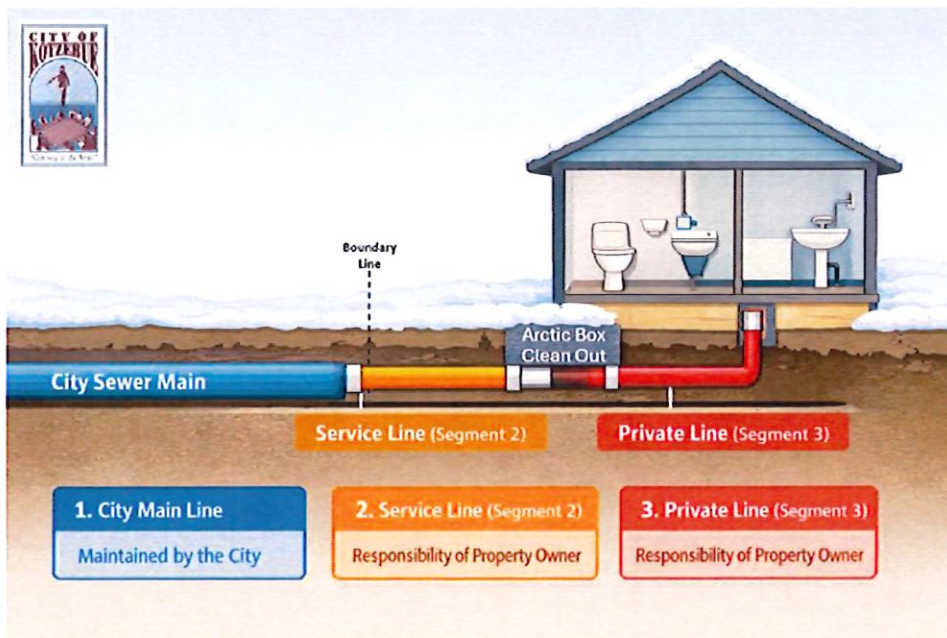 CITY OF
KOTZEBUE
Boundary
Line
Arctic Box
Clean Out
City Sewer Main
Service Line (Segment 2)
Private Line (Segment 3)
1. City Main Line
Maintained by the City
2. Service Line (Segment 2)
Responsibility of Property Owner
3. Private Line (Segment 3)
Responsibility of Property Owner